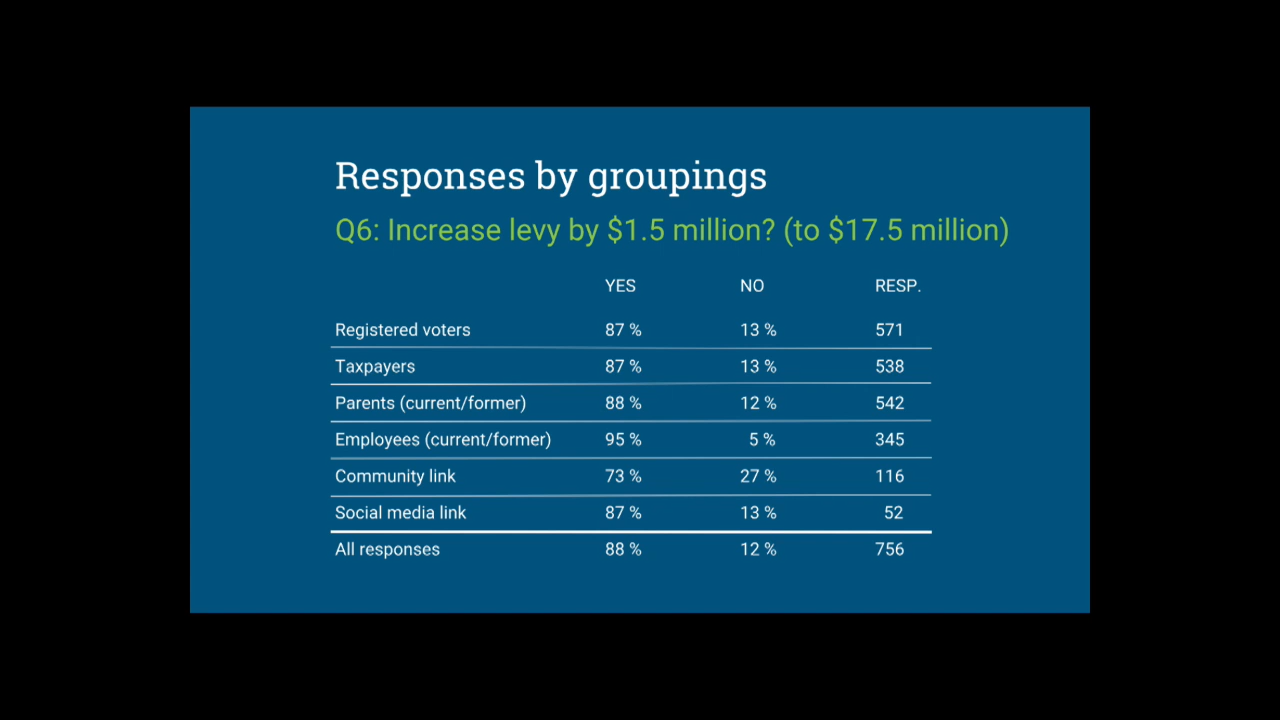 Responses by groupings
Q6: Increase levy by $1.5 million? (to $17.5 million)
YES NO RESP.
Registered voters 87 % 13 % 571
Taxpayers 87 % 13 % 538
Parents (current/former) 88 % 12 % 542
Employees (current/former) 95 % 5 % 345
Community link 73 % 27 % 116
Social media link 87 % 13 % 52
All responses 88 % 12 % 756